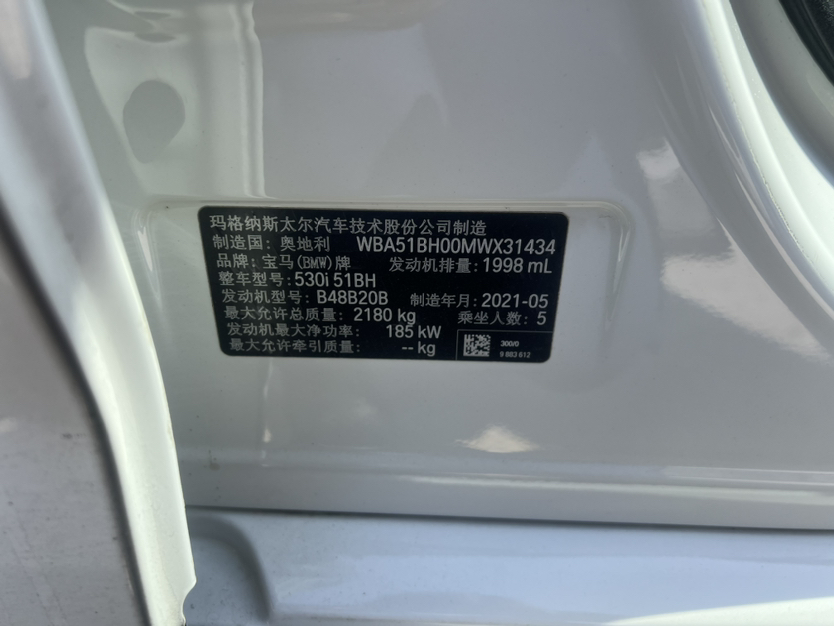 玛格纳斯太尔汽车技术股份公司制造
制造国：奥地利 WBA51BH00MWX31434
品牌：宝马(BMW)牌 发动机排量：1998 mL
整车型号：530i 51BH
发动机型号：B48B20B 制造年月：2021-05
最大允许总质量：2180 kg 乘坐人数：5
发动机最大净功率：185 kW
最大允许牵引质量：-- kg
300/0
9 883 612